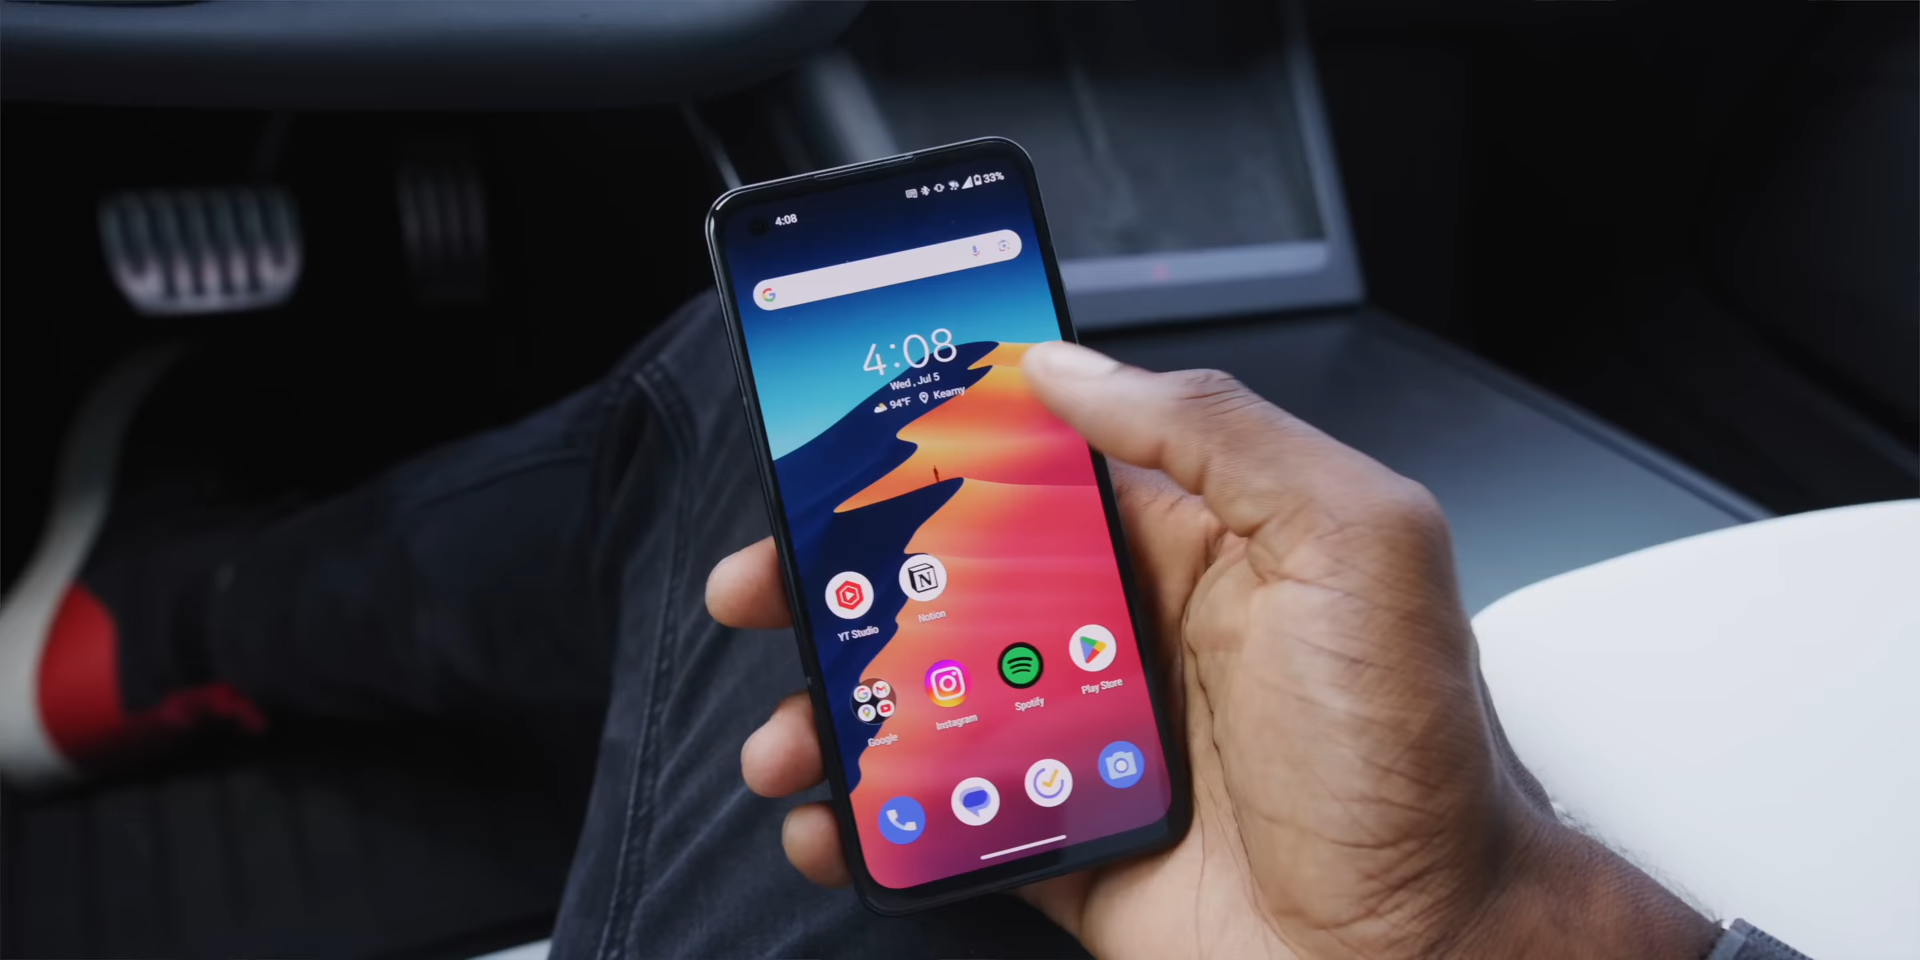 4:08
33%
4:08
Wed, Jul 5
94°F Kearny
YT Studio
Notion
Google
Instagram
Spotify
Play Store